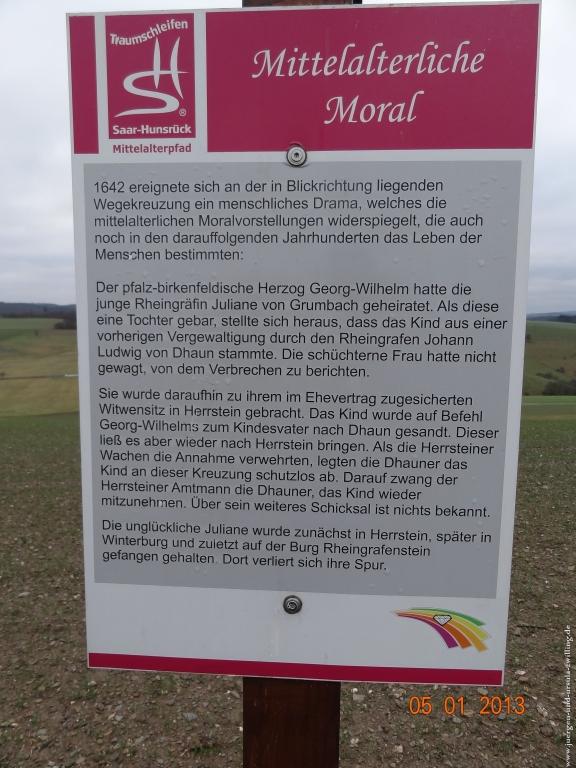 Traumschleifen
SH®
Saar-Hunsrück
Mittelalterpfad
Mittelalterliche
Moral
1642 ereignete sich an der in Blickrichtung liegenden
Wegekreuzung ein menschliches Drama, welches die
mittelalterlichen Moralvorstellungen widerspiegelt, die auch
noch in den darauffolgenden Jahrhunderten das Leben der
Menschen bestimmten:
Der pfalz-birkenfeldische Herzog Georg-Wilhelm hatte die
junge Rheingräfin Juliane von Grumbach geheiratet. Als diese
eine Tochter gebar, stellte sich heraus, dass das Kind aus einer
vorherigen Vergewaltigung durch den Rheingrafen Johann
Ludwig von Dhaun stammte. Die schüchterne Frau hatte nicht
gewagt, von dem Verbrechen zu berichten.
Sie wurde daraufhin zu ihrem im Ehevertrag zugesicherten
Witwensitz in Herrstein gebracht. Das Kind wurde auf Befehl
Georg-Wilhelms zum Kindesvater nach Dhaun gesandt. Dieser
ließ es aber wieder nach Herrstein bringen. Als die Herrsteiner
Wachen die Annahme verwehrten, legten die Dhauner das
Kind an dieser Kreuzung schutzlos ab. Darauf zwang der
Herrsteiner Amtmann die Dhauner, das Kind wieder
mitzunehmen. Über sein weiteres Schicksal ist nichts bekannt.
Die unglückliche Juliane wurde zunächst in Herrstein, später in
Winterburg und zuletzt auf der Burg Rheingrafenstein
gefangen gehalten. Dort verliert sich ihre Spur.
05 01 2013
www.juergen-und-ursula-zwilling.de